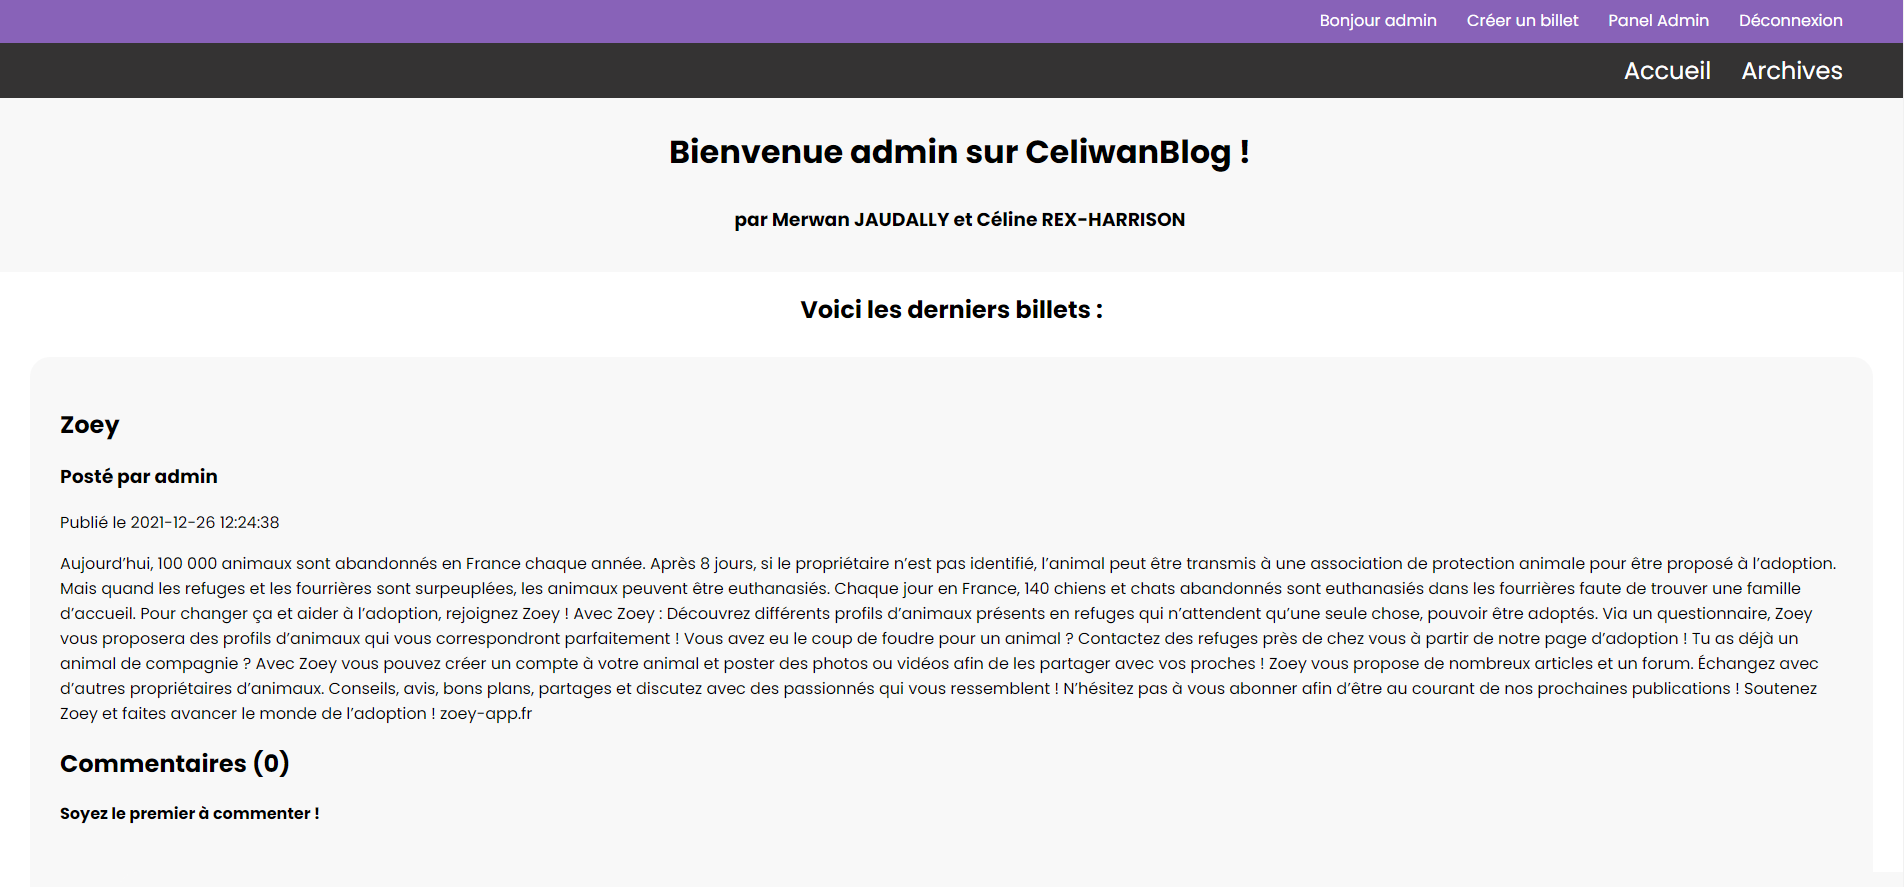 Bonjour admin Créer un billet Panel Admin Déconnexion
Accueil Archives
Bienvenue admin sur CeliwanBlog !
par Merwan JAUDALLY et Céline REX-HARRISON
Voici les derniers billets :
Zoey
Posté par admin
Publié le 2021-12-26 12:24:38
Aujourd’hui, 100 000 animaux sont abandonnés en France chaque année. Après 8 jours, si le propriétaire n’est pas identifié, l’animal peut être transmis à une association de protection animale pour être proposé à l’adoption.
Mais quand les refuges et les fourrières sont surpeuplées, les animaux peuvent être euthanasiés. Chaque jour en France, 140 chiens et chats abandonnés sont euthanasiés dans les fourrières faute de trouver une famille
d’accueil. Pour changer ça et aider à l’adoption, rejoignez Zoey ! Avec Zoey : Découvrez différents profils d’animaux présents en refuges qui n’attendent qu’une seule chose, pouvoir être adoptés. Via un questionnaire, Zoey
vous proposera des profils d’animaux qui vous correspondront parfaitement ! Vous avez eu le coup de foudre pour un animal ? Contactez des refuges près de chez vous à partir de notre page d’adoption ! Tu as déjà un
animal de compagnie ? Avec Zoey vous pouvez créer un compte à votre animal et poster des photos ou vidéos afin de les partager avec vos proches ! Zoey vous propose de nombreux articles et un forum. Échangez avec
d’autres propriétaires d’animaux. Conseils, avis, bons plans, partages et discutez avec des passionnés qui vous ressemblent ! N’hésitez pas à vous abonner afin d’être au courant de nos prochaines publications ! Soutenez
Zoey et faites avancer le monde de l’adoption ! zoey-app.fr
Commentaires (0)
Soyez le premier à commenter !